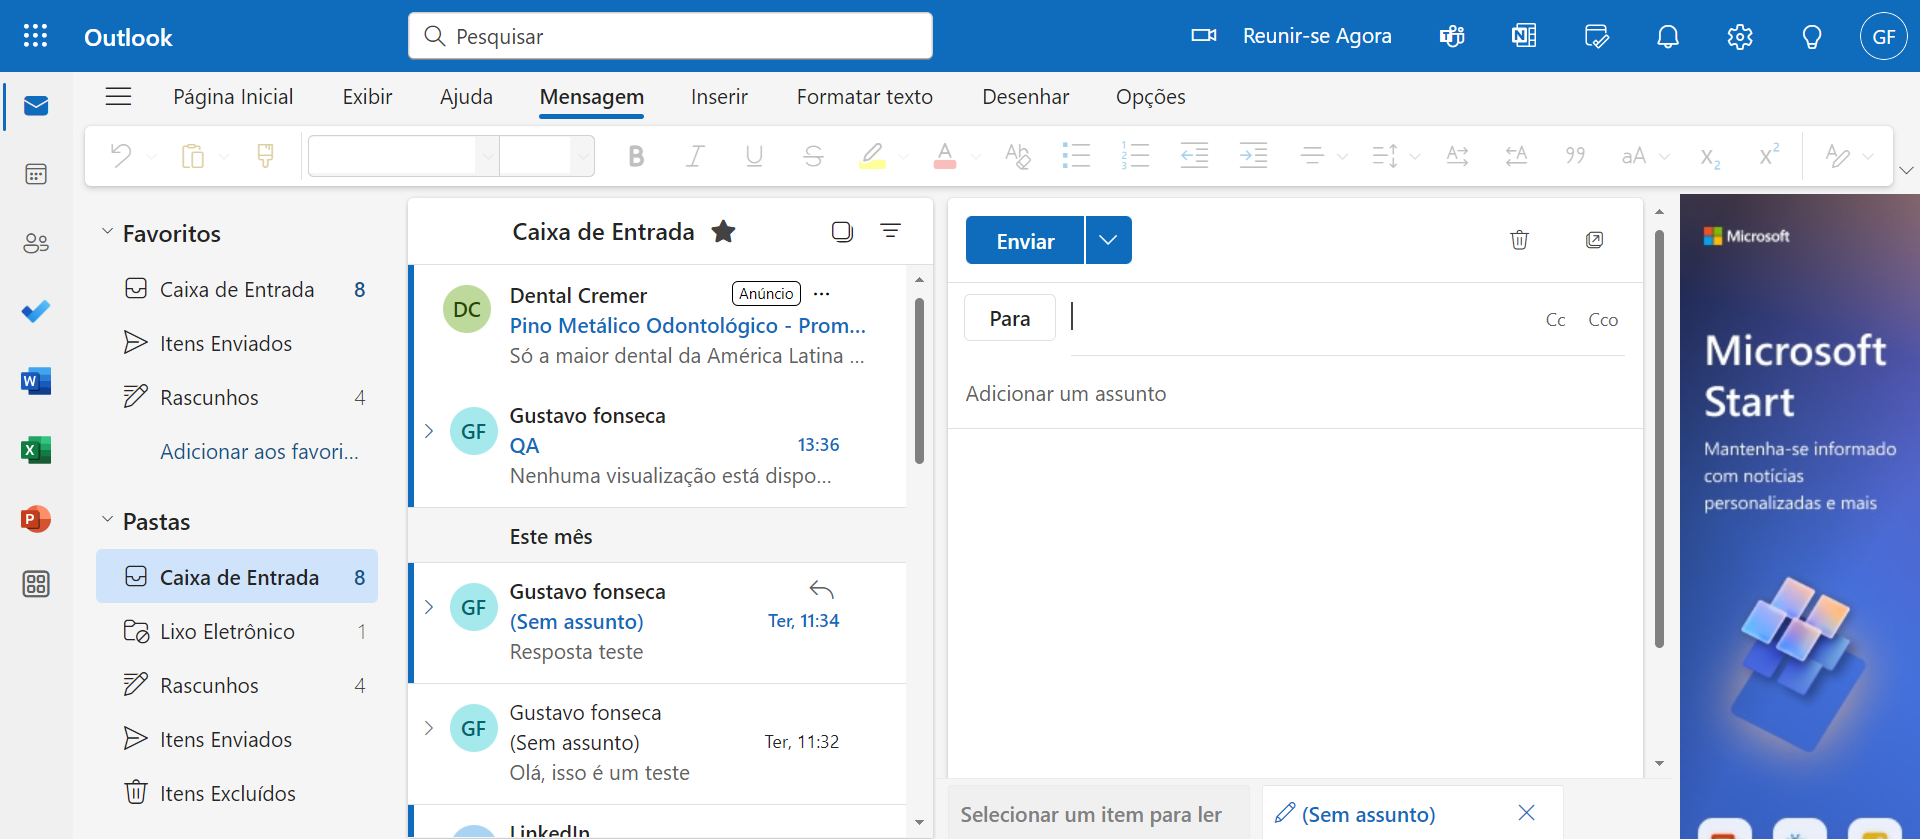 Outlook
Pesquisar
Reunir-se Agora
GF
Página Inicial
Exibir
Ajuda
Mensagem
Inserir
Formatar texto
Desenhar
Opções
Favoritos
Caixa de Entrada 8
Itens Enviados
Rascunhos 4
Adicionar aos favori...
Pastas
Caixa de Entrada 8
Lixo Eletrônico 1
Rascunhos 4
Itens Enviados
Itens Excluídos
Caixa de Entrada
DC
Dental Cremer
Anúncio
Pino Metálico Odontológico - Prom...
Só a maior dental da América Latina ...
GF
Gustavo fonseca
QA 13:36
Nenhuma visualização está dispo...
Este mês
GF
Gustavo fonseca
(Sem assunto) Ter, 11:34
Resposta teste
GF
Gustavo fonseca
(Sem assunto) Ter, 11:32
Olá, isso é um teste
LinkedIn
Enviar
Para
Cc
Cco
Adicionar um assunto
Selecionar um item para ler
(Sem assunto)
Microsoft
Microsoft
Start
Mantenha-se informado
com notícias
personalizadas e mais